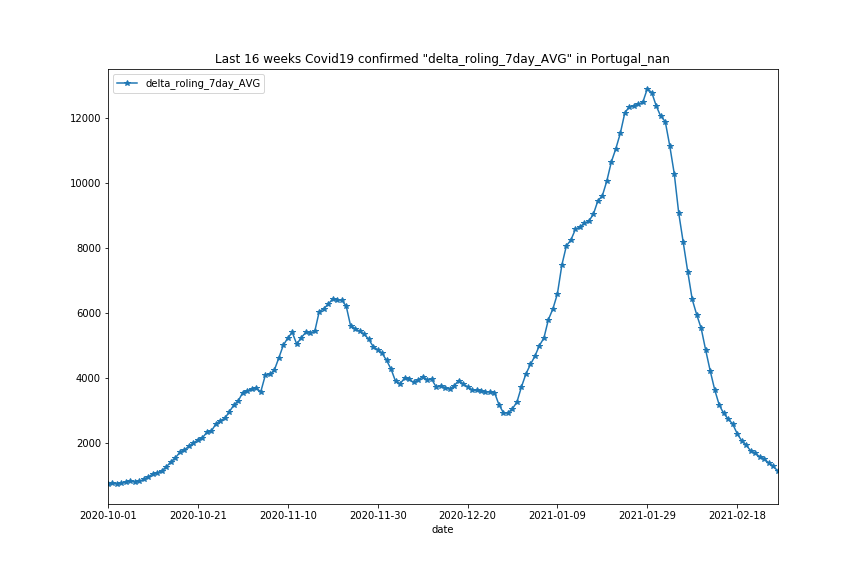 Last 16 weeks Covid19 confirmed "delta_roling_7day_AVG" in Portugal_nan
delta_roling_7day_AVG
12000
10000
8000
6000
4000
2000
2020-10-01 2020-10-21 2020-11-10 2020-11-30 2020-12-20 2021-01-09 2021-01-29 2021-02-18
date